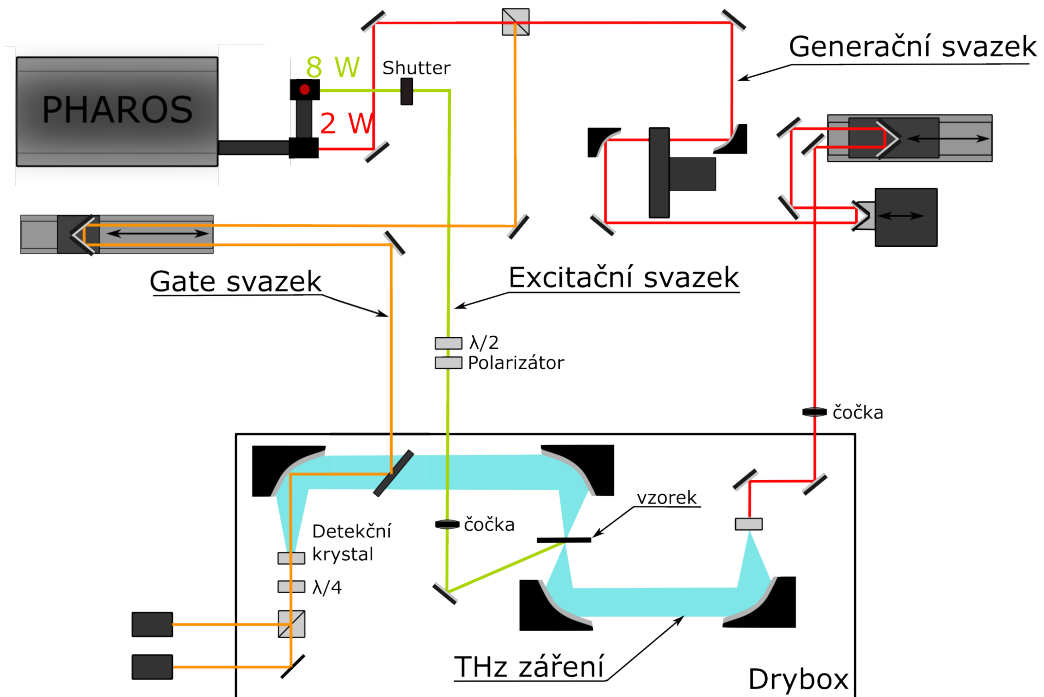 Generační svazek
8 W
Shutter
PHAROS
2 W
Gate svazek
Excitační svazek
λ/2
Polarizátor
čočka
vzorek
čočka
Detekční
krystal
λ/4
THz záření
Drybox